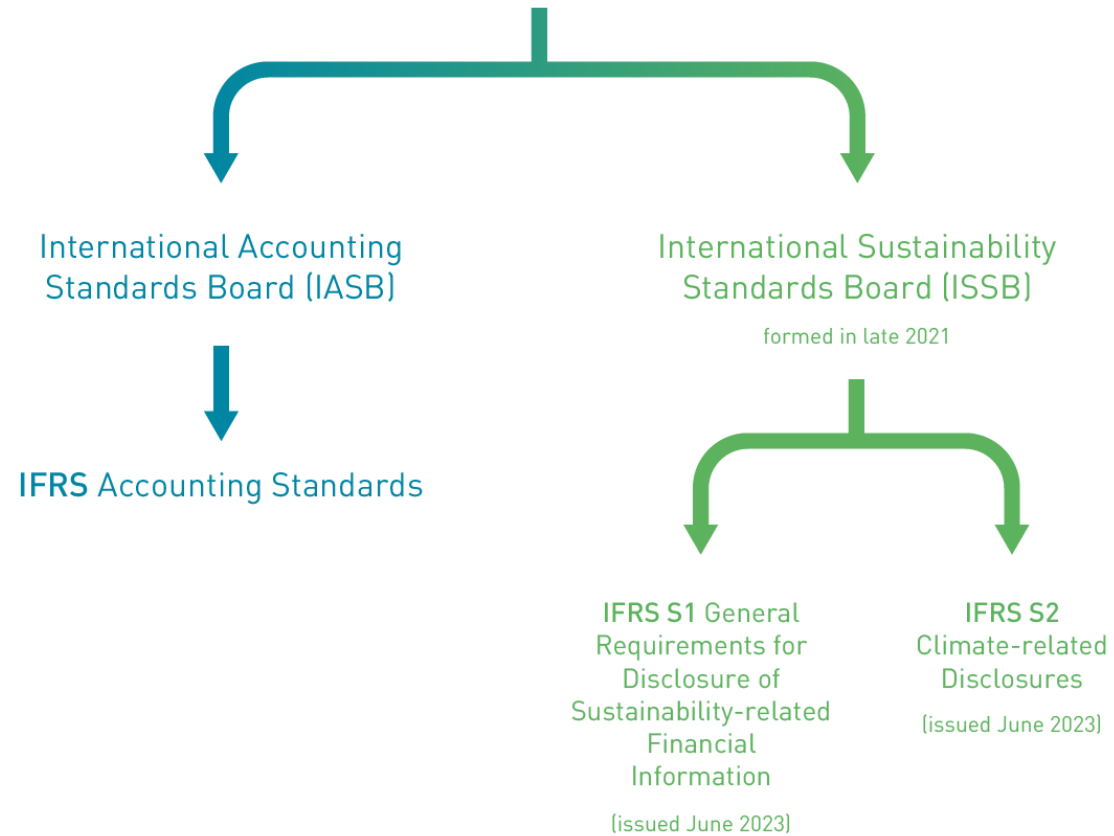 International Accounting
Standards Board (IASB)
IFRS Accounting Standards
International Sustainability
Standards Board (ISSB)
formed in late 2021
IFRS S1 General
Requirements for
Disclosure of
Sustainability-related
Financial
Information
(issued June 2023)
IFRS S2
Climate-related
Disclosures
(issued June 2023)